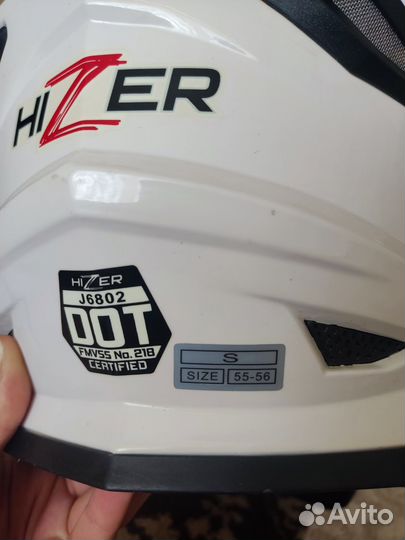 HIZER
HIZER
J6802
DOT
FMVSS No. 218
CERTIFIED
S
SIZE 55-56
Avito